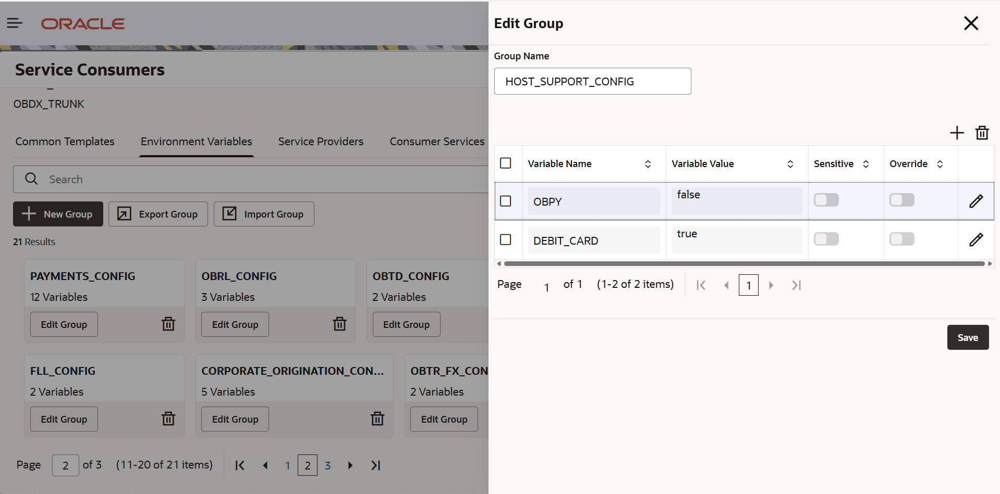 ORACLE
Service Consumers
OBDX_TRUNK
Common Templates Environment Variables Service Providers Consumer Services
Search
New Group Export Group Import Group
21 Results
PAYMENTS_CONFIG OBRL_CONFIG OBTD_CONFIG
12 Variables 3 Variables 2 Variables
Edit Group Edit Group Edit Group
FLL_CONFIG CORPORATE_ORIGINATION_CON... OBTR_FX_CON
2 Variables 5 Variables 2 Variables
Edit Group Edit Group Edit Group
Page 2 of 3 (11-20 of 21 items) 1 2 3
Edit Group
Group Name
HOST_SUPPORT_CONFIG
Variable Name Variable Value Sensitive Override
OBPY false
DEBIT_CARD true
Page 1 of 1 (1-2 of 2 items) 1
Save